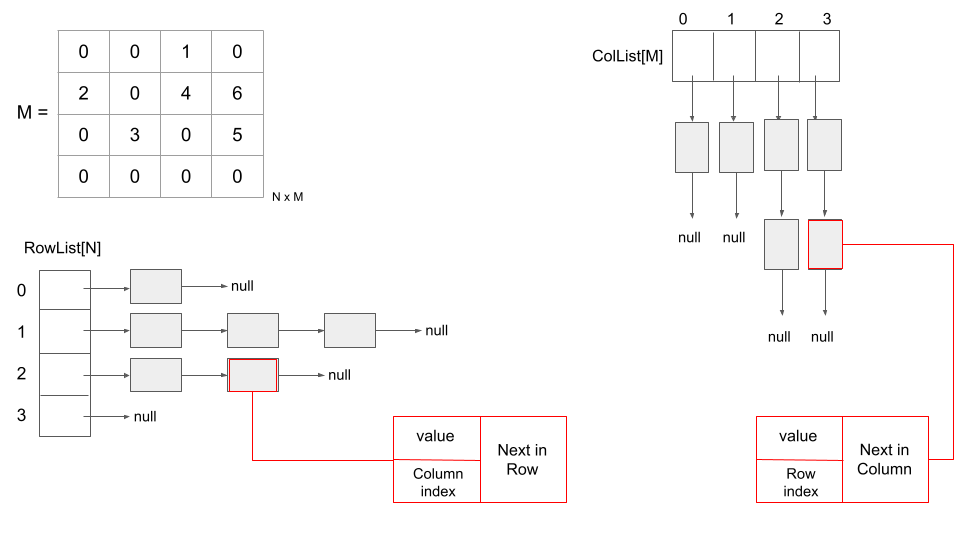 M =
0 0 1 0
2 0 4 6
0 3 0 5
0 0 0 0
N x M
RowList[N]
0
null
1
null
2
null
3
null
value
Column
index
Next in
Row
0 1 2 3
ColList[M]
null null
null null
value
Row
index
Next in
Column